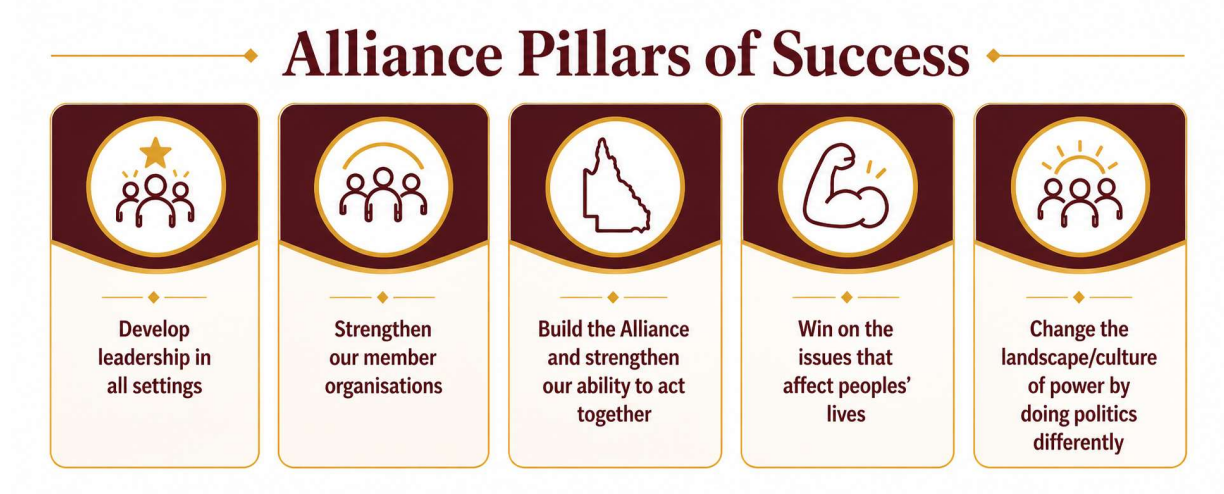 Alliance Pillars of Success
Develop
leadership in
all settings
Strengthen
our member
organisations
Build the Alliance
and strengthen
our ability to act
together
Win on the
issues that
affect peoples’
lives
Change the
landscape/culture
of power by
doing politics
differently